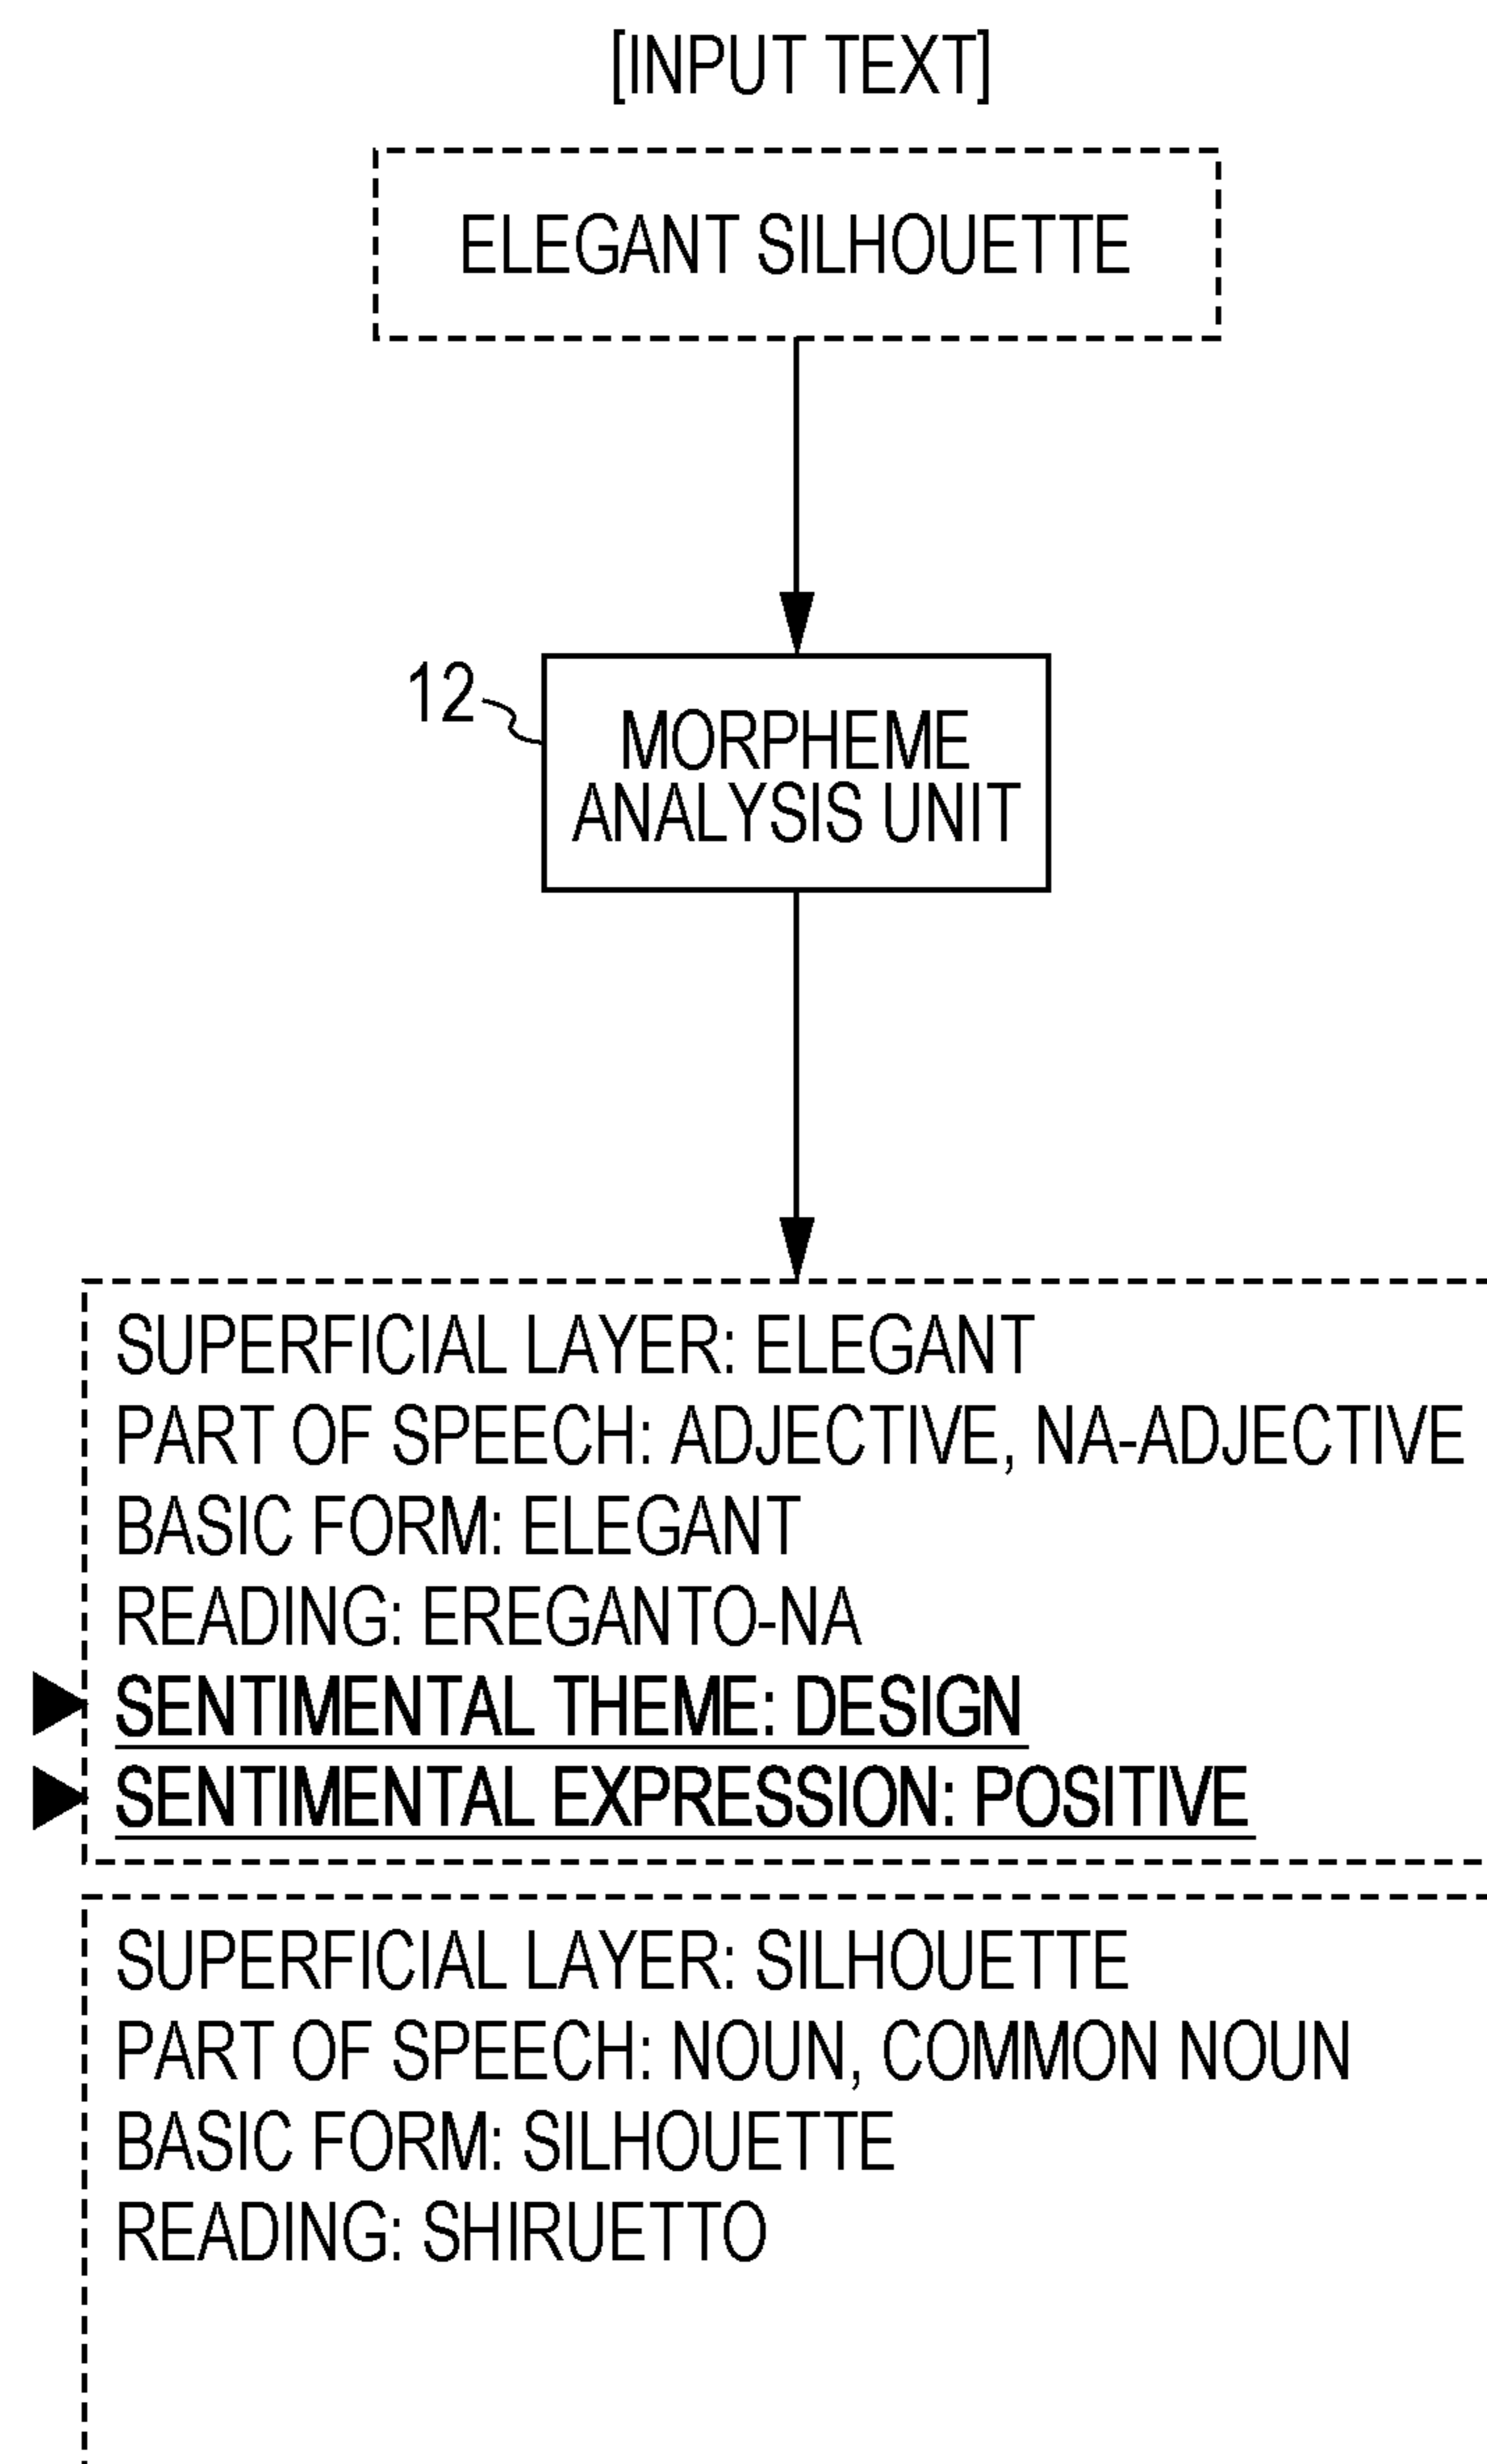 [INPUT TEXT]
ELEGANT SILHOUETTE
12
MORPHEME
ANALYSIS UNIT
SUPERFICIAL LAYER: ELEGANT
PART OF SPEECH: ADJECTIVE, NA-ADJECTIVE
BASIC FORM: ELEGANT
READING: EREGANTO-NA
SENTIMENTAL THEME: DESIGN
SENTIMENTAL EXPRESSION: POSITIVE
SUPERFICIAL LAYER: SILHOUETTE
PART OF SPEECH: NOUN, COMMON NOUN
BASIC FORM: SILHOUETTE
READING: SHIRUETTO